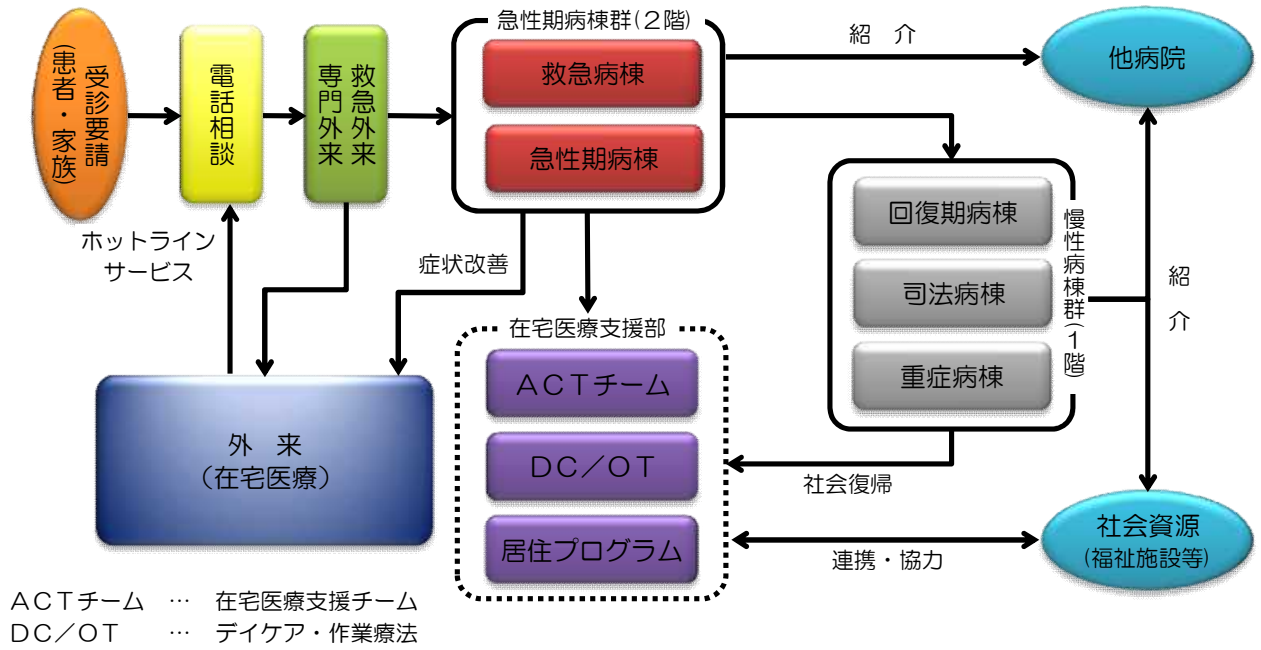 受診要請
(患者・家族)
電話相談
救急外来
専門外来
急性期病棟群(2階)
救急病棟
急性期病棟
紹 介
他病院
回復期病棟
司法病棟
重症病棟
慢性病棟群(1階)
紹 介
ホットライン
サービス
症状改善
在宅医療支援部
ACTチーム
DC/OT
居住プログラム
外 来
(在宅医療)
社会復帰
連携・協力
社会資源
(福祉施設等)
ACTチーム … 在宅医療支援チーム
DC/OT … デイケア・作業療法